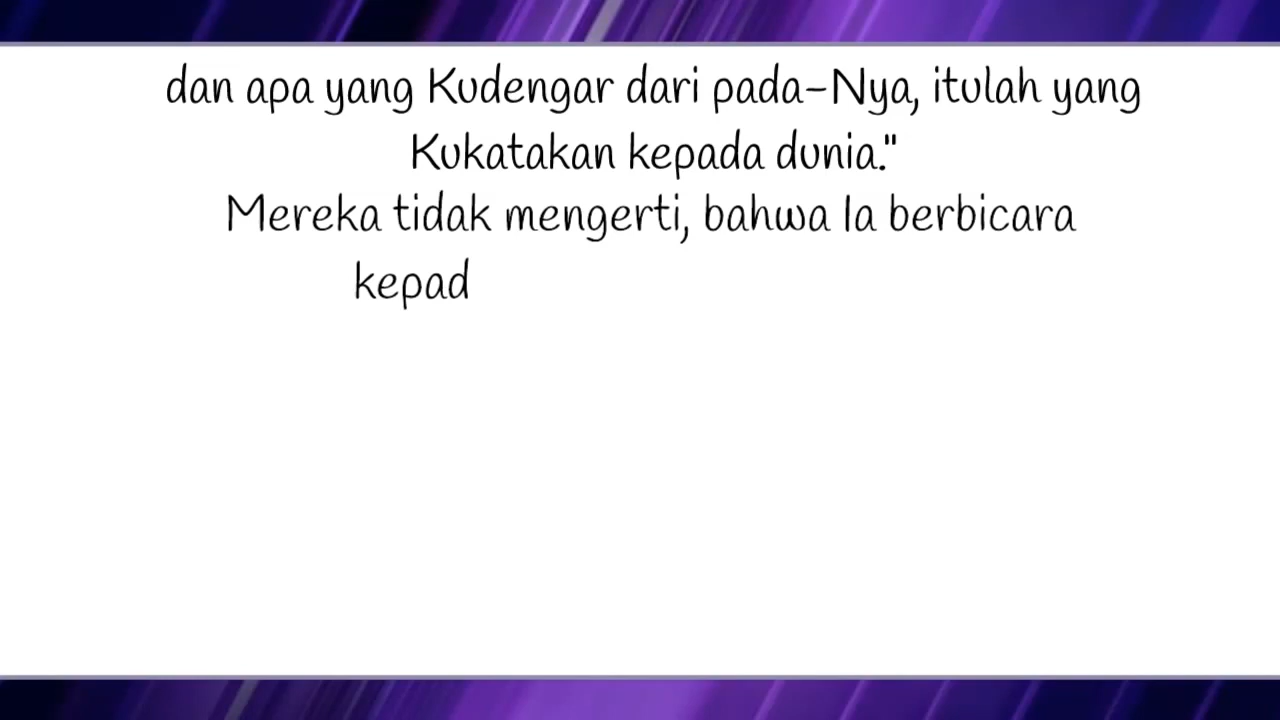 dan apa yang Kudengar dari pada-Nya, itulah yang
Kukatakan kepada dunia."
Mereka tidak mengerti, bahwa Ia berbicara
kepad